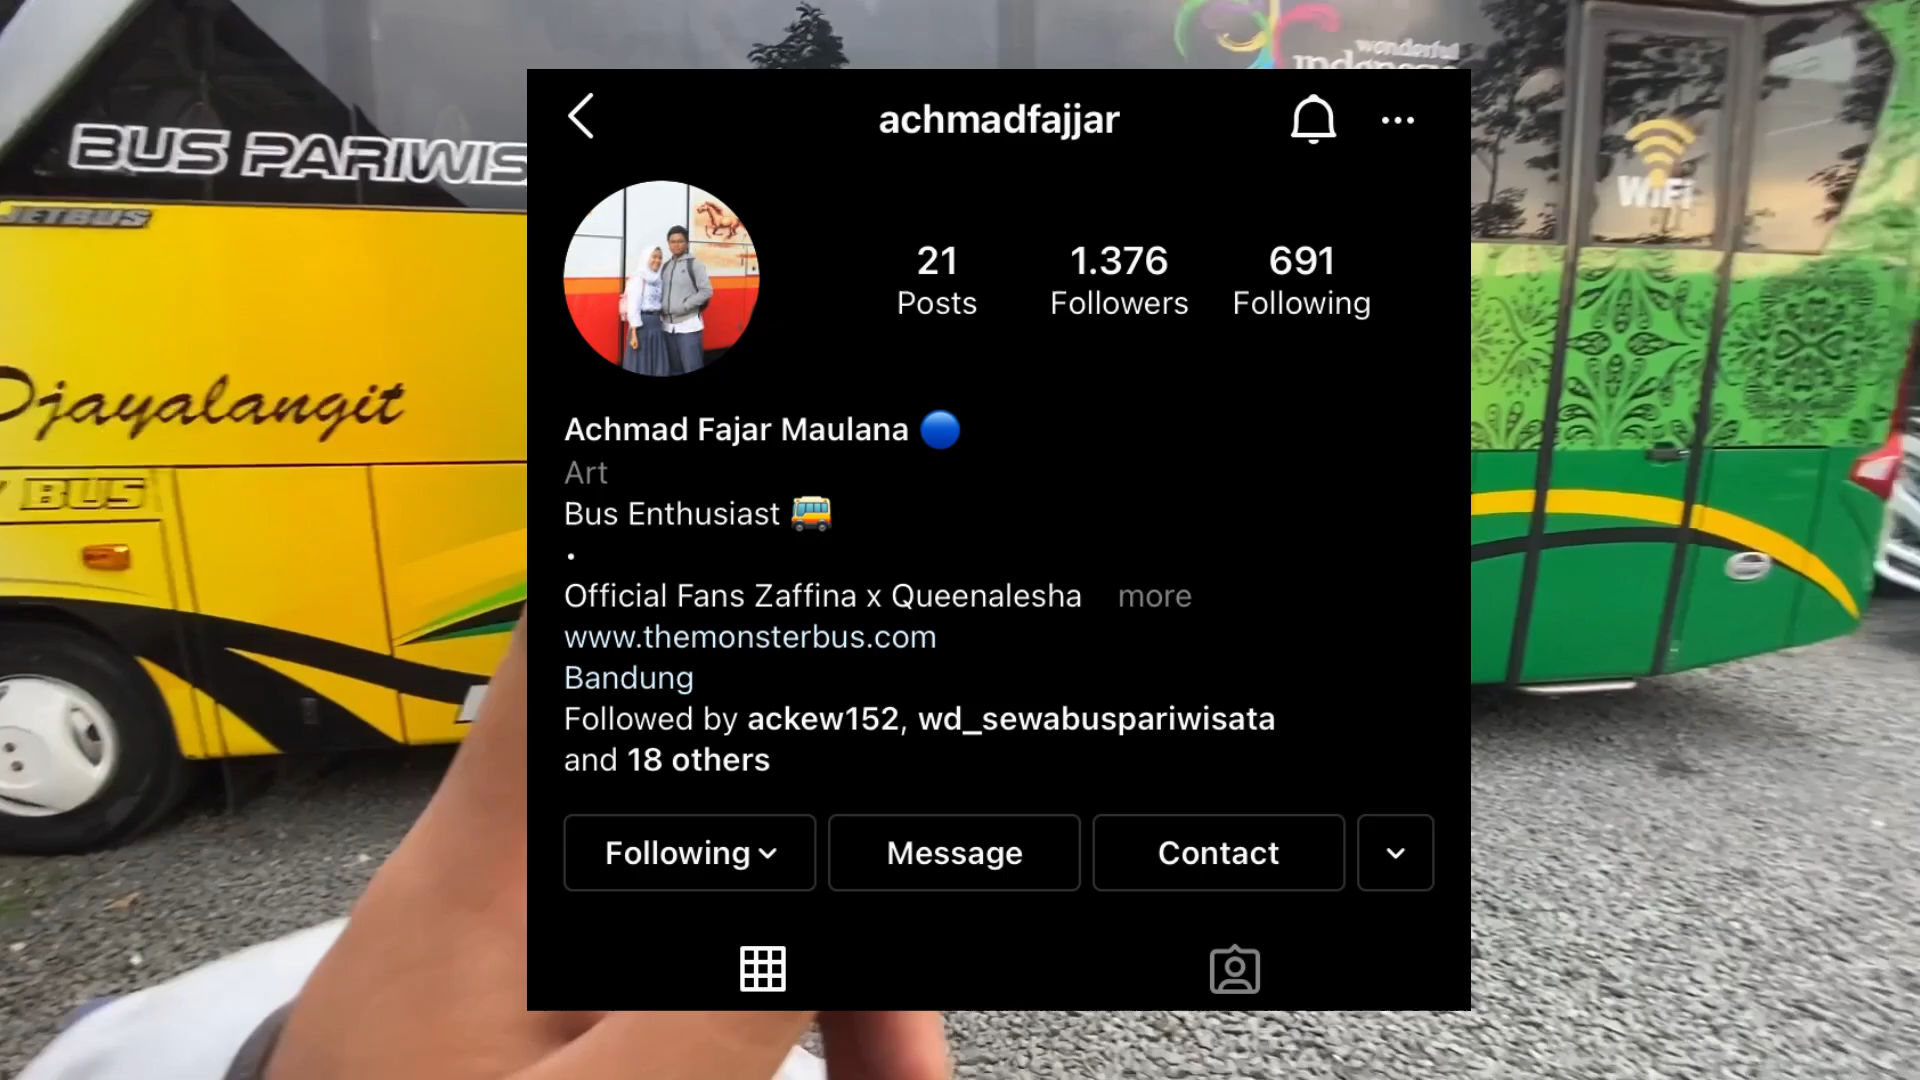 wonderful
indonesia
BUS PARIWIS
JETBUS
WiFi
Djayalangit
BUS
achmadfajjar
21
Posts
1.376
Followers
691
Following
Achmad Fajar Maulana 🔵
Art
Bus Enthusiast 🚌
.
Official Fans Zaffina x Queenalesha more
www.themonsterbus.com
Bandung
Followed by ackew152, wd_sewabuspariwisata
and 18 others
Following
Message
Contact